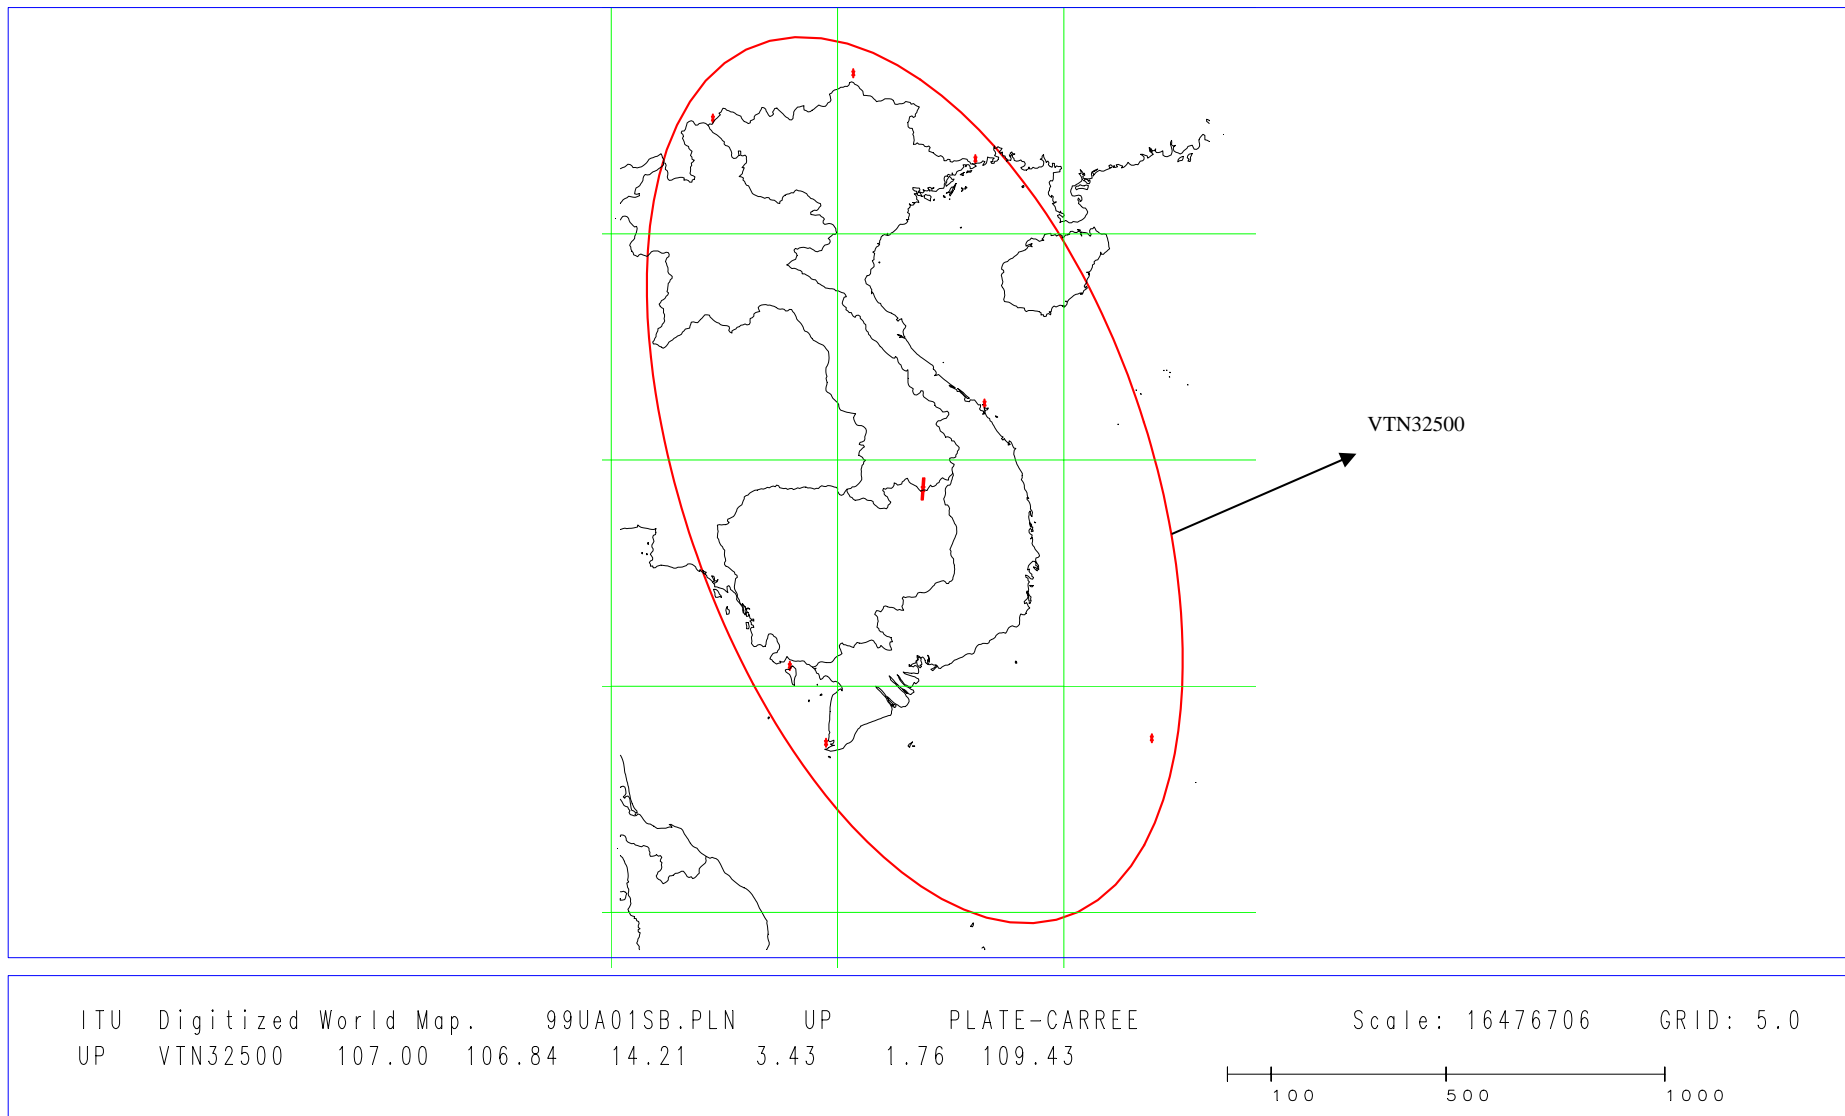 VTN32500
ITU Digitized World Map. 99UA01SB.PLN UP PLATE-CARREE Scale: 16476706 GRID: 5.0
UP VTN32500 107.00 106.84 14.21 3.43 1.76 109.43
100 500 1000